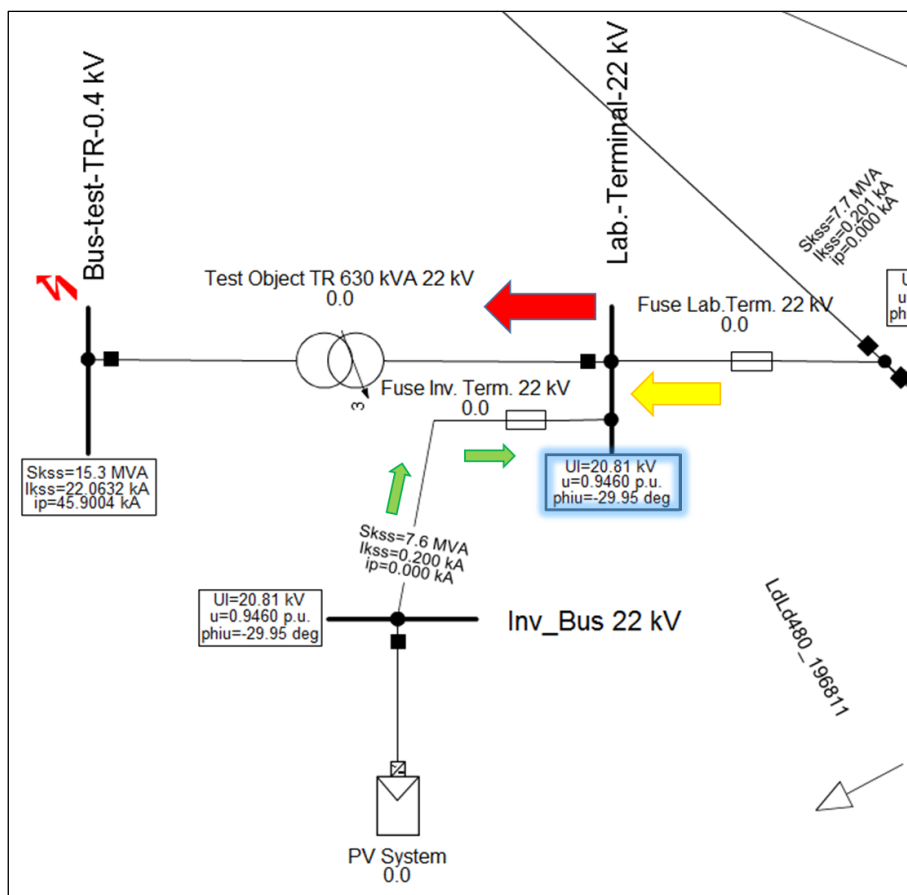 Bus-test-TR-0.4 kV
Lab.-Terminal-22 kV
Skss=7.7 MVA
Ikss=0.201 kA
ip=0.000 kA
Test Object TR 630 kVA 22 kV
0.0
Fuse Lab.Term. 22 kV
0.0
U
u
phi
3
Fuse Inv. Term. 22 kV
0.0
Skss=15.3 MVA
Ikss=22.0632 kA
ip=45.9004 kA
Ul=20.81 kV
u=0.9460 p.u.
phiu=-29.95 deg
Skss=7.6 MVA
Ikss=0.200 kA
ip=0.000 kA
Ul=20.81 kV
u=0.9460 p.u.
phiu=-29.95 deg
Inv_Bus 22 kV
LdLd480_196811
PV System
0.0